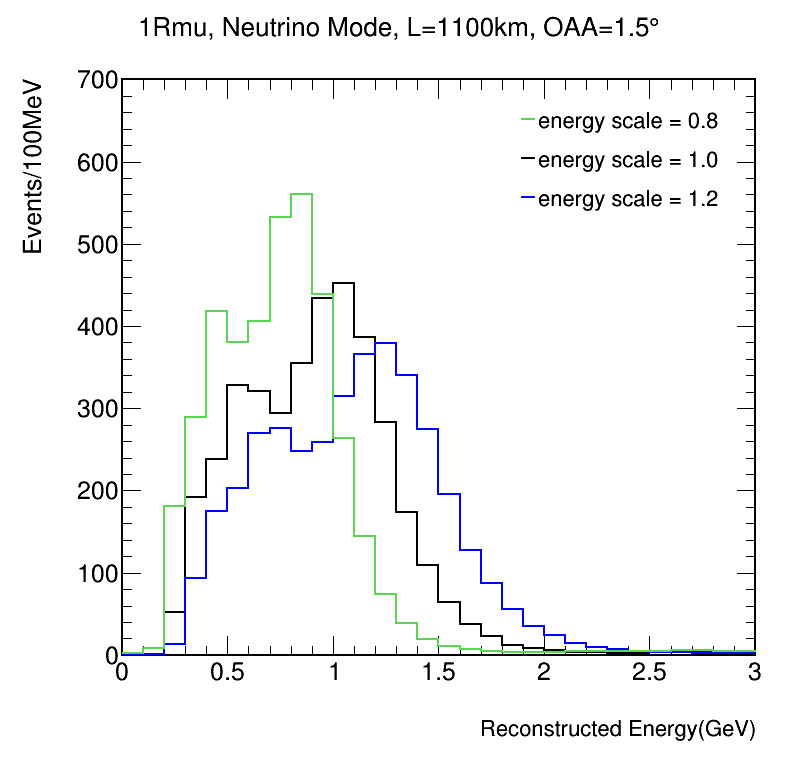 1Rmu, Neutrino Mode, L=1100km, OAA=1.5°
Events/100MeV
700
600
500
400
300
200
100
0
energy scale = 0.8
energy scale = 1.0
energy scale = 1.2
0 0.5 1 1.5 2 2.5 3
Reconstructed Energy(GeV)